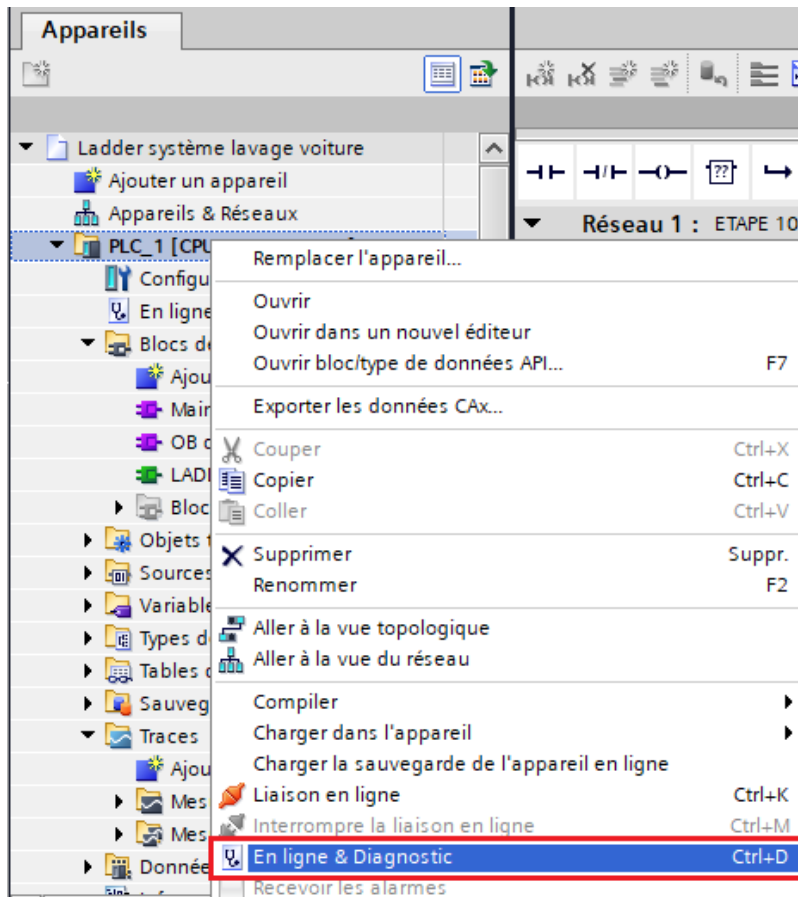 Appareils
Ladder système lavage voiture
Ajouter un appareil
Appareils & Réseaux
PLC_1 [CPU
Configu
En ligne
Blocs de
Ajou
Main
OB
LADD
Bloc
Objets
Sources
Variable
Types d
Tables
Sauveg
Traces
Ajou
Mes
Mes
Donnée
Remplacer l'appareil...
Ouvrir
Ouvrir dans un nouvel éditeur
Ouvrir bloc/type de données API... F7
Exporter les données CAx...
Couper Ctrl+X
Copier Ctrl+C
Coller Ctrl+V
Supprimer Suppr.
Renommer F2
Aller à la vue topologique
Aller à la vue du réseau
Compiler
Charger dans l'appareil
Charger la sauvegarde de l'appareil en ligne
Liaison en ligne Ctrl+K
Interrompre la liaison en ligne Ctrl+M
En ligne & Diagnostic Ctrl+D
Recevoir les alarmes
??
Réseau 1 : ETAPE 10